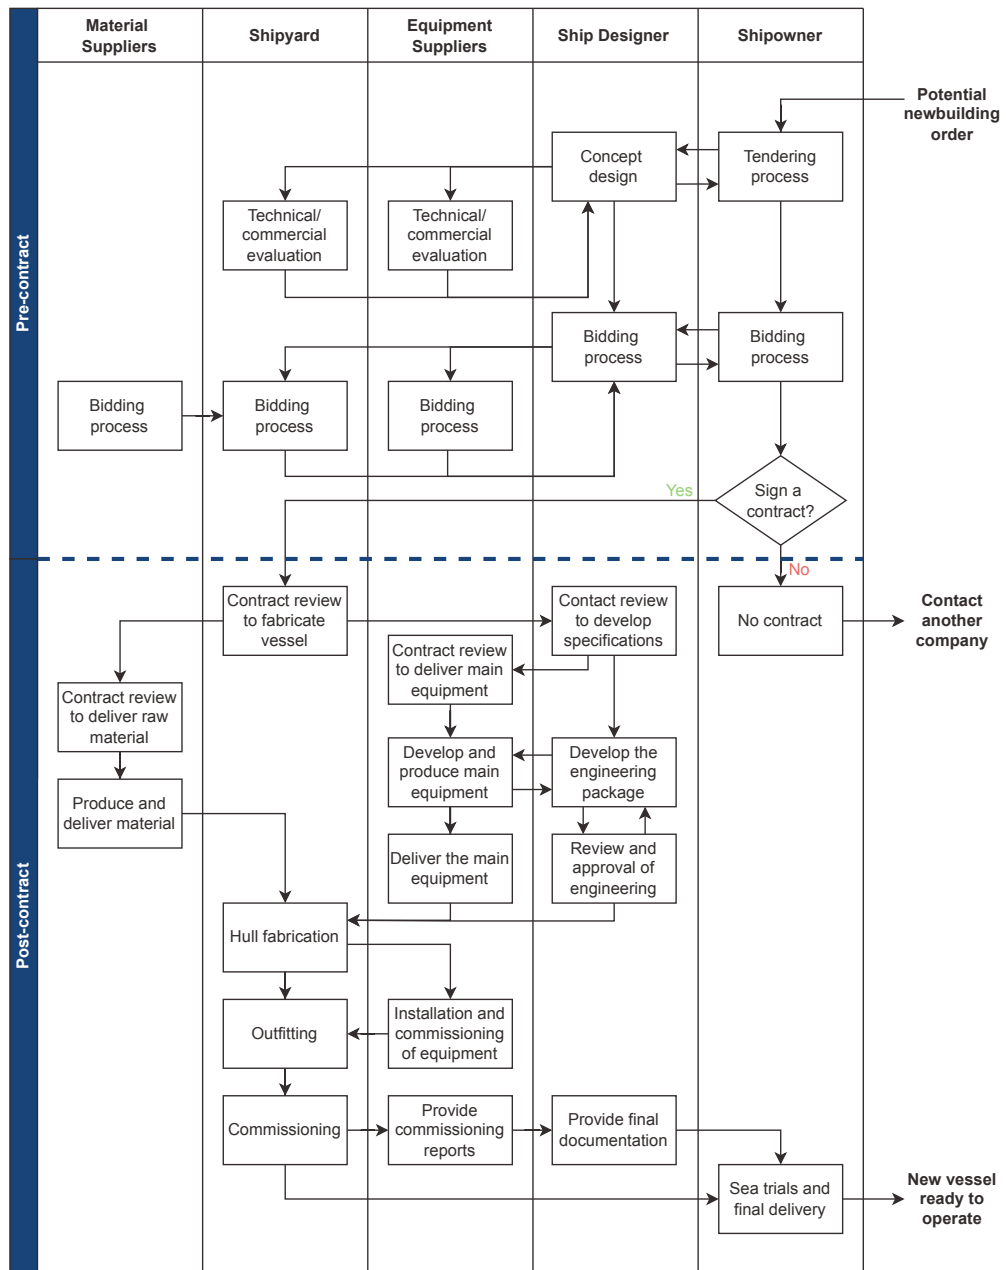 Material
Suppliers
Shipyard
Equipment
Suppliers
Ship Designer
Shipowner
Pre-contract
Potential
newbuilding
order
Concept
design
Tendering
process
Technical/
commercial
evaluation
Technical/
commercial
evaluation
Bidding
process
Bidding
process
Bidding
process
Bidding
process
Bidding
process
Sign a
contract?
Yes
No
Post-contract
Contract review
to fabricate
vessel
Contact review
to develop
specifications
No contract
Contact
another
company
Contract review
to deliver main
equipment
Contract review
to deliver raw
material
Develop and
produce main
equipment
Develop the
engineering
package
Produce and
deliver material
Deliver the main
equipment
Review and
approval of
engineering
Hull fabrication
Outfitting
Installation and
commissioning
of equipment
Commissioning
Provide
commissioning
reports
Provide final
documentation
Sea trials and
final delivery
New vessel
ready to
operate